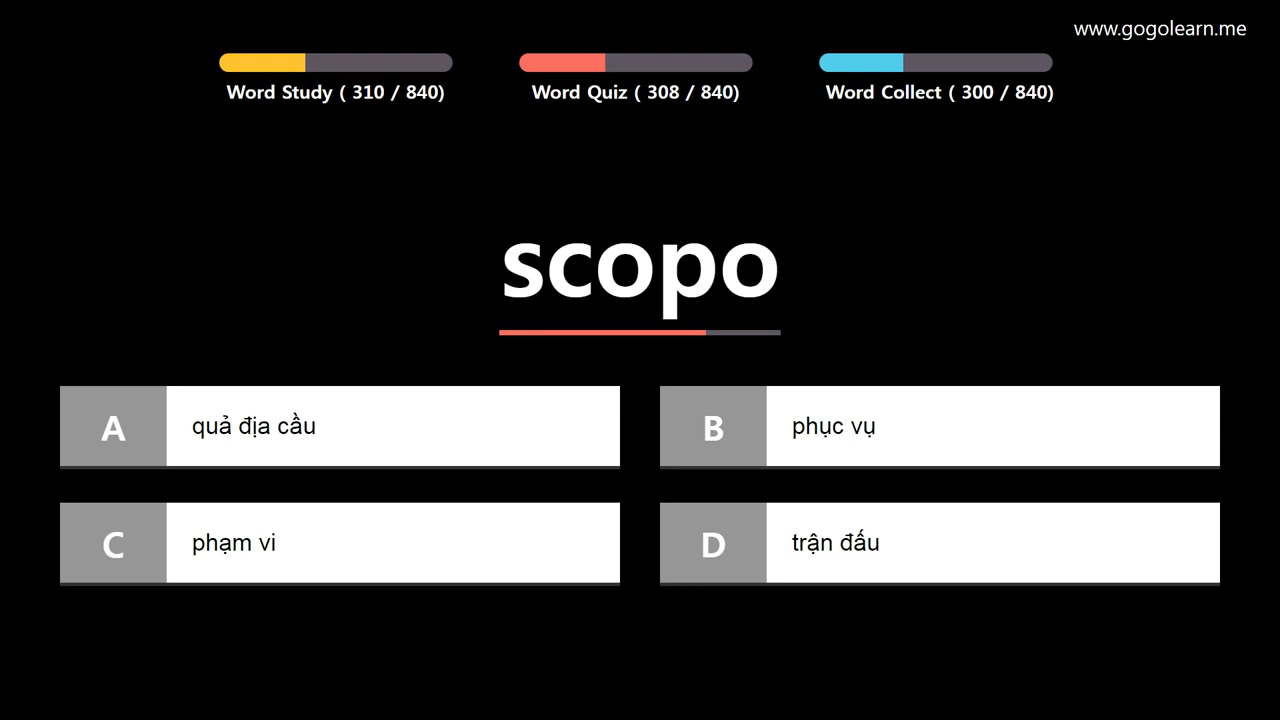 www.gogolearn.me
Word Study ( 310 / 840)
Word Quiz ( 308 / 840)
Word Collect ( 300 / 840)
scopo
A
quả địa cầu
B
phục vụ
C
phạm vi
D
trận đấu